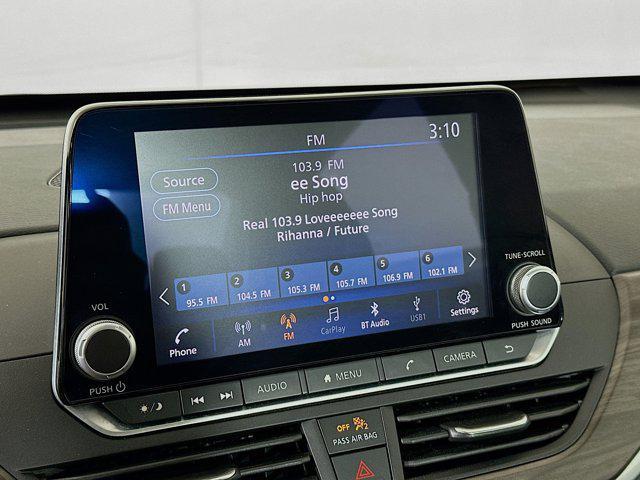 FM
3:10
103.9 FM
Source
ee Song
Hip hop
FM Menu
Real 103.9 Loveeeeeee Song
Rihanna / Future
1 2 3 4 5 6
95.5 FM 104.5 FM 105.3 FM 105.7 FM 106.9 FM 102.1 FM
Phone AM FM CarPlay BT Audio USB1 Settings
VOL
PUSH
TUNE·SCROLL
PUSH SOUND
AUDIO MENU CAMERA
OFF 2
PASS AIR BAG